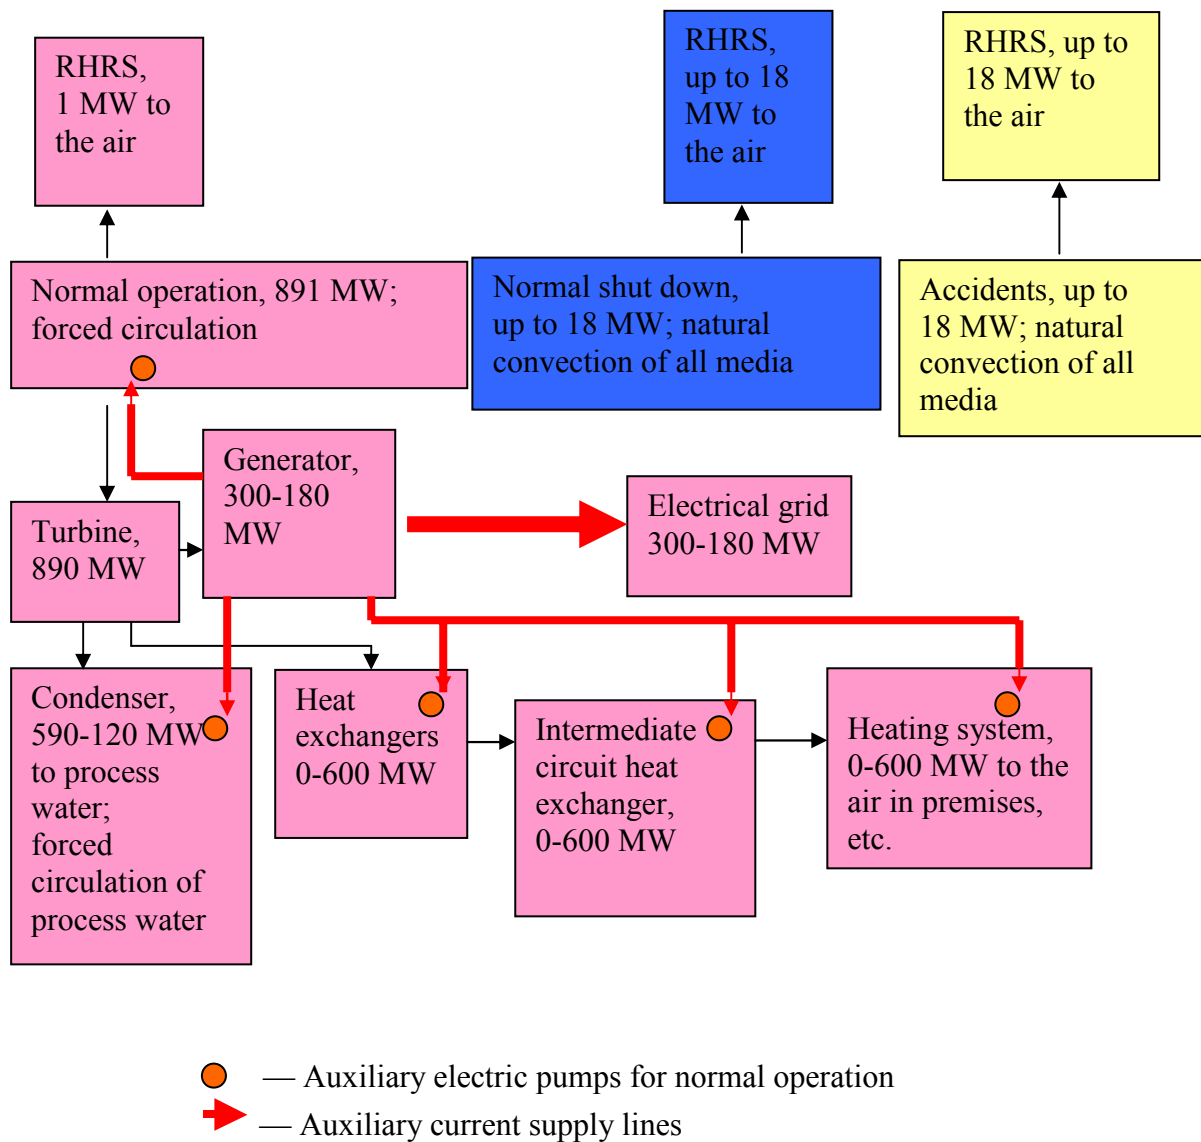 RHRS,
1 MW to
the air
RHRS,
up to 18
MW to
the air
RHRS, up to
18 MW to
the air
Normal operation, 891 MW;
forced circulation
Normal shut down,
up to 18 MW; natural
convection of all media
Accidents, up to
18 MW; natural
convection of all
media
Generator,
300-180
MW
Electrical grid
300-180 MW
Turbine,
890 MW
Condenser,
590-120 MW
to process
water;
forced
circulation of
process water
Heat
exchangers
0-600 MW
Intermediate
circuit heat
exchanger,
0-600 MW
Heating system,
0-600 MW to the
air in premises,
etc.
— Auxiliary electric pumps for normal operation
— Auxiliary current supply lines